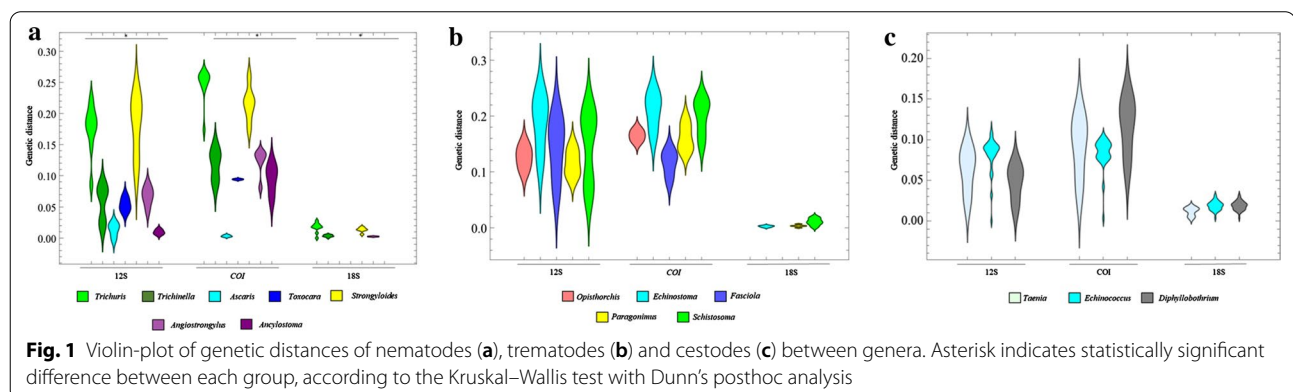 a
b
c
* * *
0.30
0.25
0.20
0.15
0.10
0.05
0.00
Genetic distance
12S COI 18S
Trichuris Trichinella Ascaris Toxocara Strongyloides
Angiostrongylus Ancylostoma
0.3
0.2
0.1
0.0
Genetic distance
12S COI 18S
Opisthorchis Echinostoma Fasciola
Paragonimus Schistosoma
0.20
0.15
0.10
0.05
0.00
Genetic distance
12S COI 18S
Taenia Echinococcus Diphyllobothrium
Fig. 1 Violin-plot of genetic distances of nematodes (a), trematodes (b) and cestodes (c) between genera. Asterisk indicates statistically significant
difference between each group, according to the Kruskal–Wallis test with Dunn's posthoc analysis